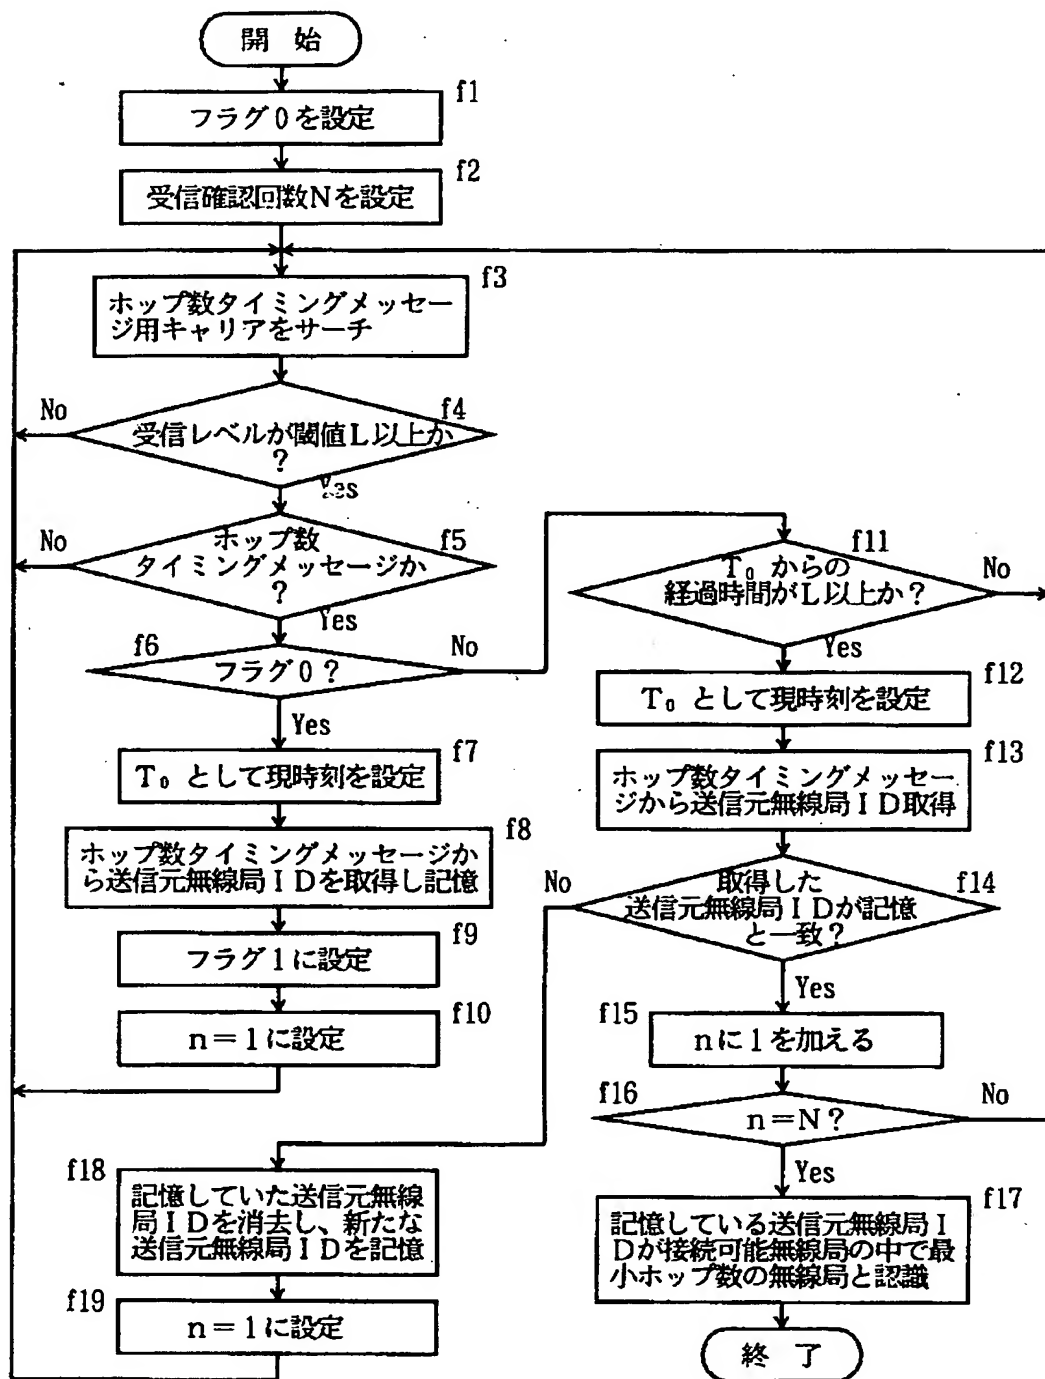 開 始
f1
フラグ0を設定
f2
受信確認回数Nを設定
f3
ホップ数タイミングメッセー
ジ用キャリアをサーチ
No
f4
受信レベルが閾値L以上か
?
Yes
No
ホップ数
f5
タイミングメッセージか
?
Yes
f6
フラグ0?
No
Yes
f7
T₀ として現時刻を設定
f8
ホップ数タイミングメッセージか
ら送信元無線局IDを取得し記憶
f9
フラグ1に設定
f10
n=1に設定
f11
T₀ からの
経過時間がL以上か?
No
Yes
f12
T₀ として現時刻を設定
f13
ホップ数タイミングメッセー
ジから送信元無線局ID取得
No
取得した
f14
送信元無線局IDが記憶
と一致?
Yes
f15
nに1を加える
f16
n=N?
No
Yes
f17
記憶している送信元無線局I
Dが接続可能無線局の中で最
小ホップ数の無線局と認識
終 了
f18
記憶していた送信元無線
局IDを消去し、新たな
送信元無線局IDを記憶
f19
n=1に設定